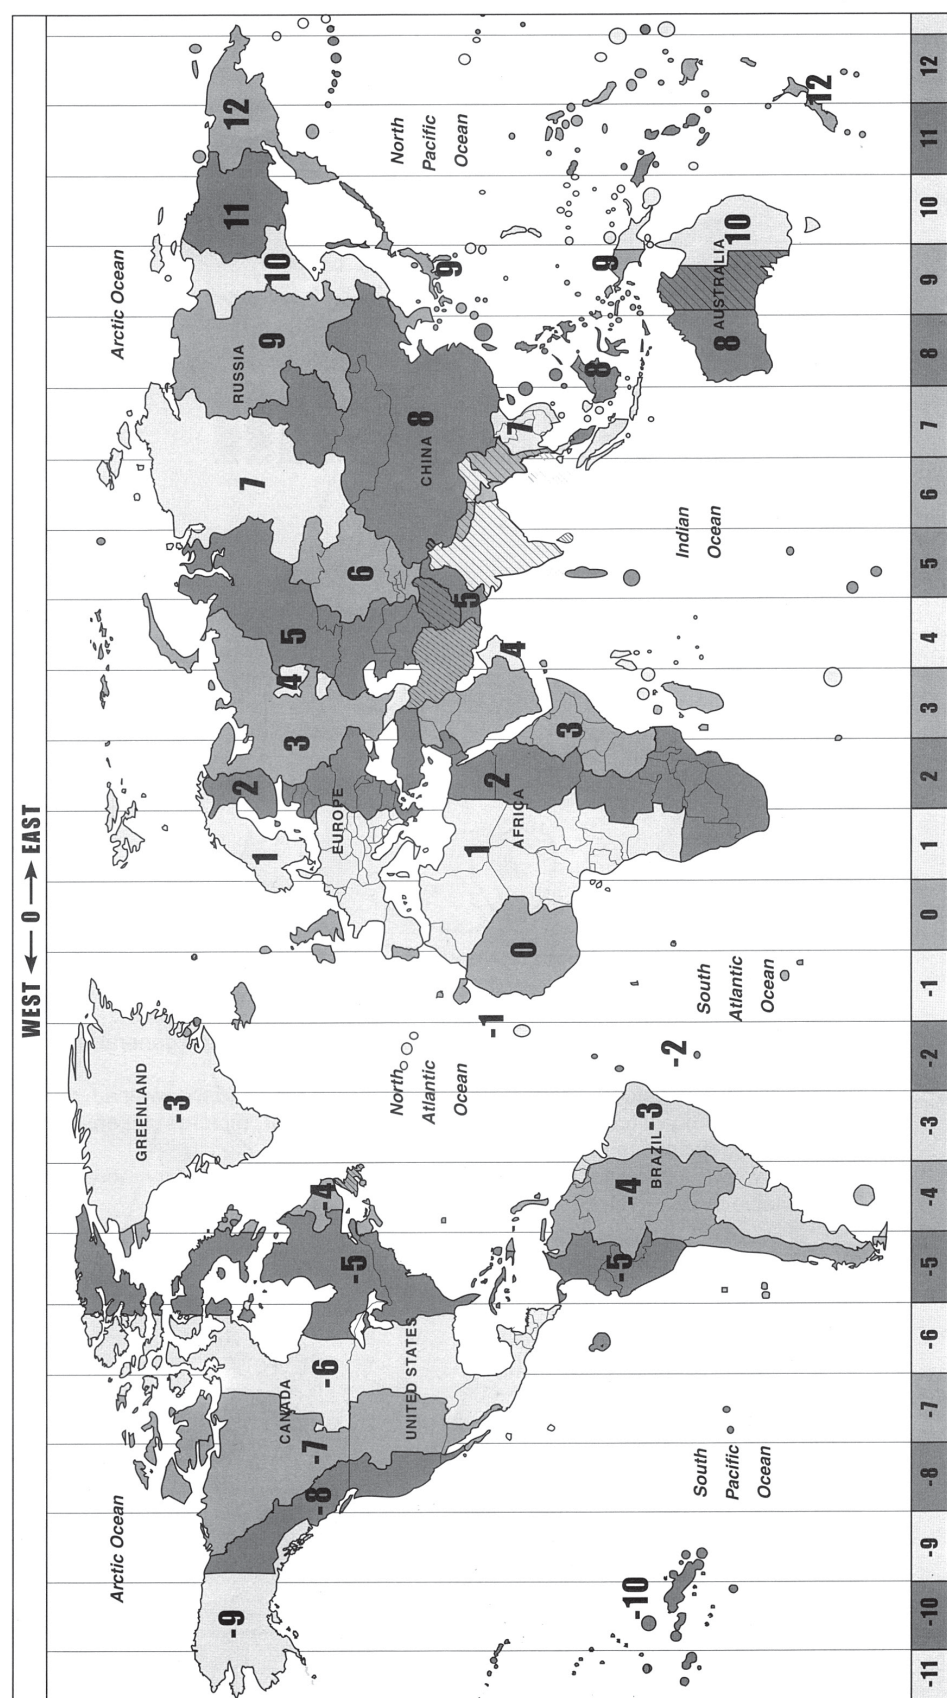 WEST ← 0 → EAST
Arctic Ocean
Arctic Ocean
GREENLAND
RUSSIA
-9
-3
2
7
11
12
1
3
5
9
10
4
CANADA
-8
-7
-6
-5
-4
EUROPE
6
North
Atlantic
Ocean
North
Pacific
Ocean
UNITED STATES
CHINA
8
9
-1
0
1
2
AFRICA
5
4
7
3
8
9
-10
-5
-4
-3
BRAZIL
-2
South
Pacific
Ocean
South
Atlantic
Ocean
Indian
Ocean
8
AUSTRALIA
10
12
-11 -10 -9 -8 -7 -6 -5 -4 -3 -2 -1 0 1 2 3 4 5 6 7 8 9 10 11 12